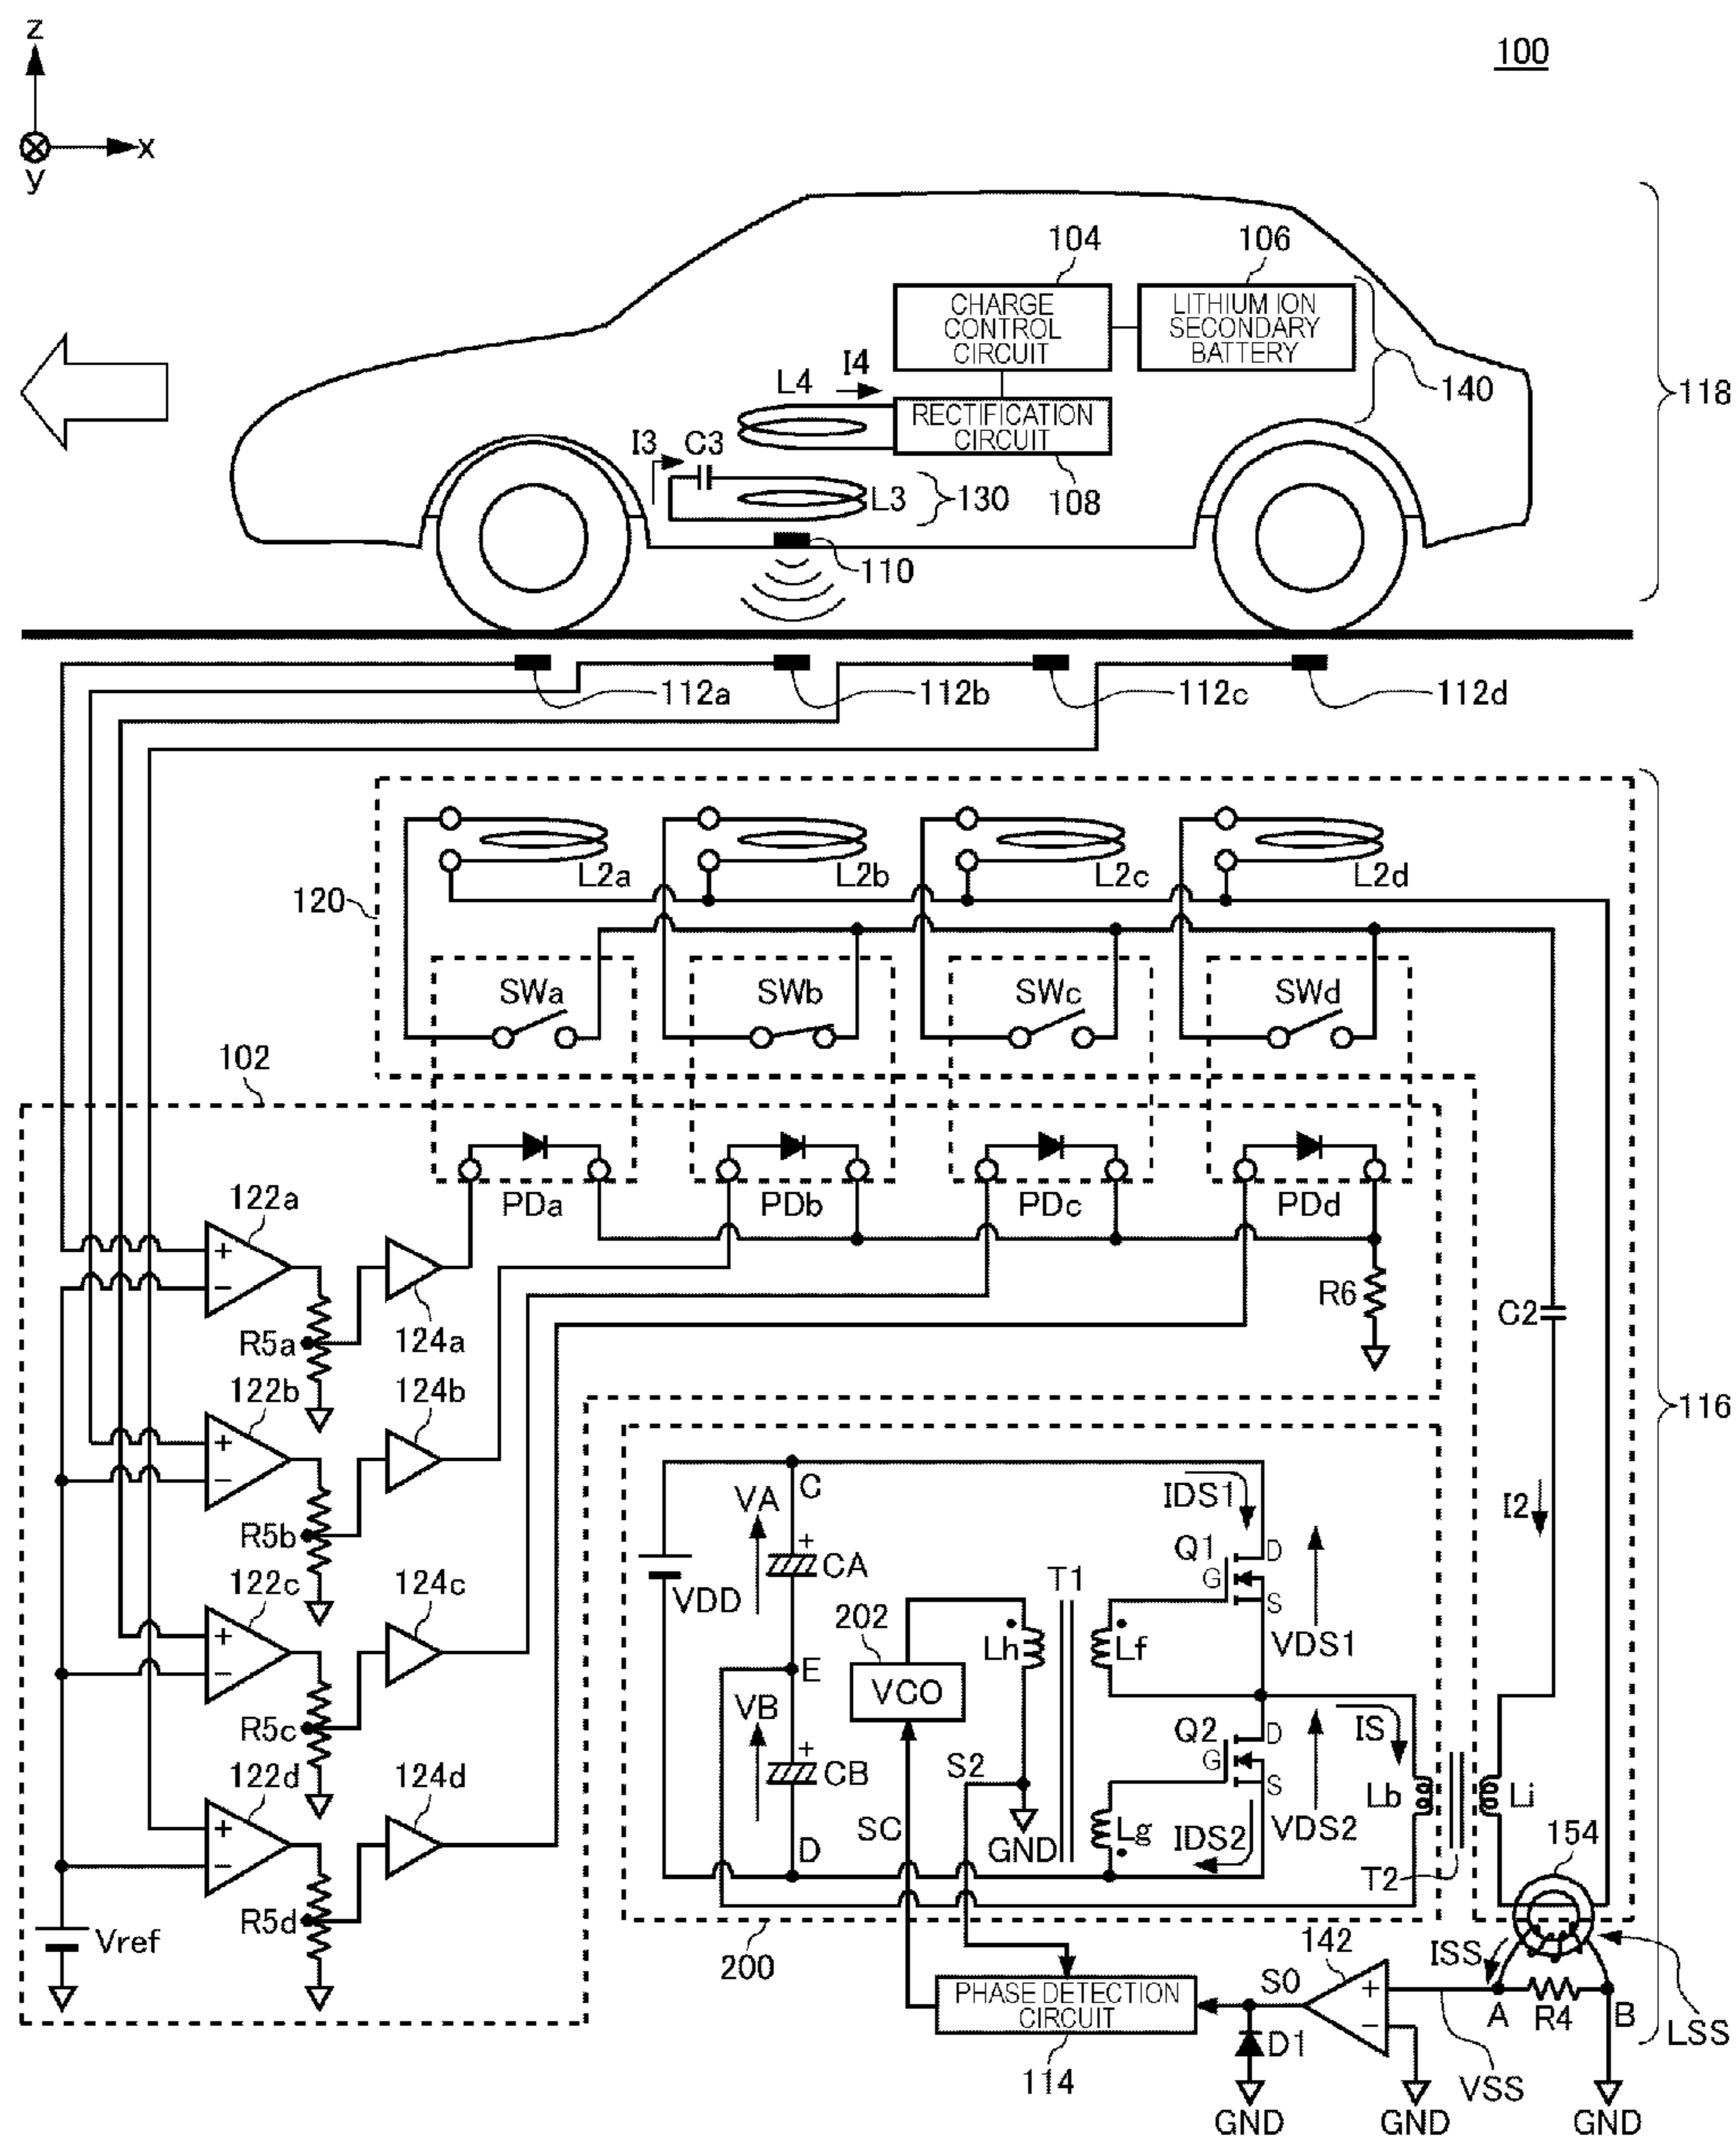 z
100
x
y
104
106
118
CHARGE
CONTROL
CIRCUIT
LITHIUM ION
SECONDARY
BATTERY
140
L4
I4
RECTIFICATION
CIRCUIT
I3
C3
L3
130
108
110
112a
112b
112c
112d
L2a
L2b
L2c
L2d
120
SWa
SWb
SWc
SWd
102
PDa
PDb
PDc
PDd
122a
+
−
R5a
124a
R6
C2
116
122b
124b
+
−
R5b
C
VA
+
CA
IDS1
I2
Q1
D
G
S
VDD
T1
122c
124c
+
−
R5c
202
Lh
Lf
VDS1
VCO
E
VB
+
CB
IS
Q2
D
G
S
122d
124d
+
−
R5d
S2
Lb
Li
SC
GND
Lg
IDS2
VDS2
D
154
T2
Vref
200
142
ISS
S0
+
−
A
R4
B
LSS
PHASE DETECTION
CIRCUIT
D1
114
VSS
GND
GND
GND